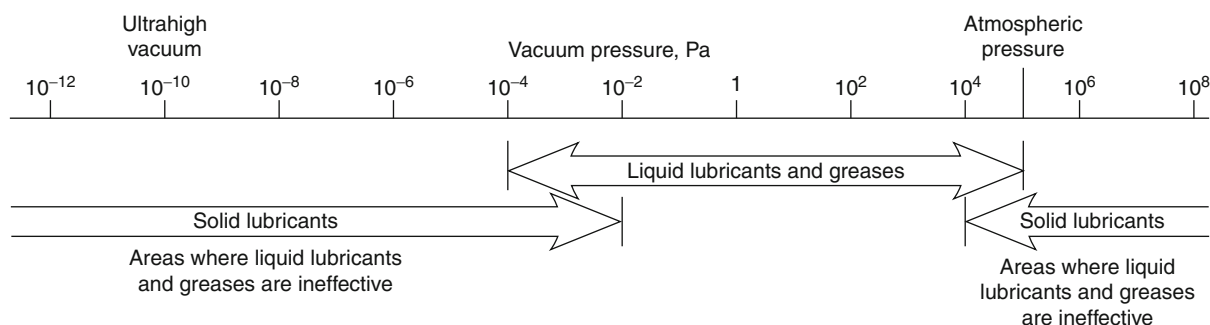 Ultrahigh
vacuum
Vacuum pressure, Pa
Atmospheric
pressure
10⁻¹² 10⁻¹⁰ 10⁻⁸ 10⁻⁶ 10⁻⁴ 10⁻² 1 10² 10⁴ 10⁶ 10⁸
Liquid lubricants and greases
Solid lubricants
Solid lubricants
Areas where liquid lubricants
and greases are ineffective
Areas where liquid
lubricants and greases
are ineffective